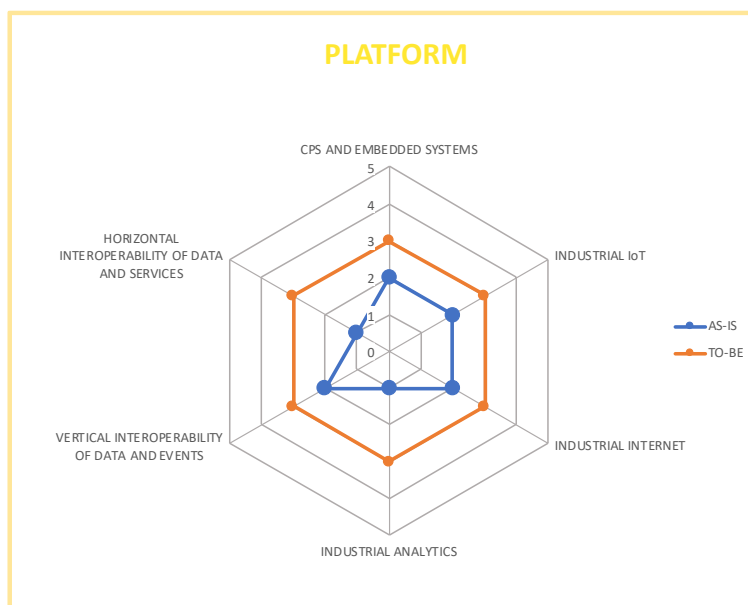 PLATFORM
CPS AND EMBEDDED SYSTEMS
5
4
3
2
1
0
HORIZONTAL
INTEROPERABILITY OF DATA
AND SERVICES
INDUSTRIAL IoT
AS-IS
TO-BE
VERTICAL INTEROPERABILITY
OF DATA AND EVENTS
INDUSTRIAL INTERNET
INDUSTRIAL ANALYTICS